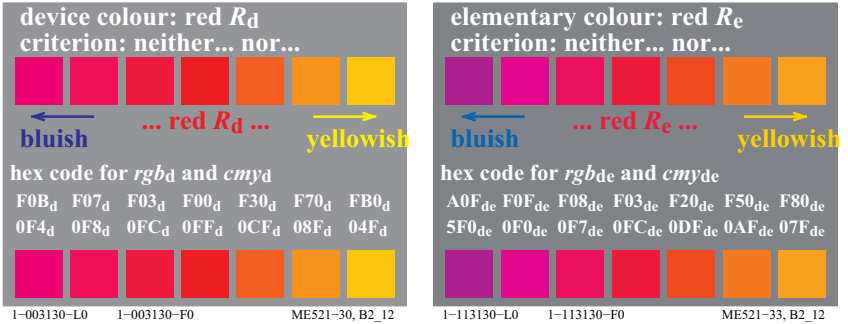 device colour: red Rd
criterion: neither... nor...
bluish
... red Rd ...
yellowish
hex code for rgbd and cmyd
F0Bd F07d F03d F00d F30d F70d FB0d
0F4d 0F8d 0FCd 0FFd 0CFd 08Fd 04Fd
1-003130-L0 1-003130-F0 ME521-30, B2_12
elementary colour: red Re
criterion: neither... nor...
bluish
... red Re ...
yellowish
hex code for rgbde and cmyde
A0Fde F0Fde F08de F03de F20de F50de F80de
5F0de 0F0de 0F7de 0FCde 0DFde 0AFde 07Fde
1-113130-L0 1-113130-F0 ME521-33, B2_12